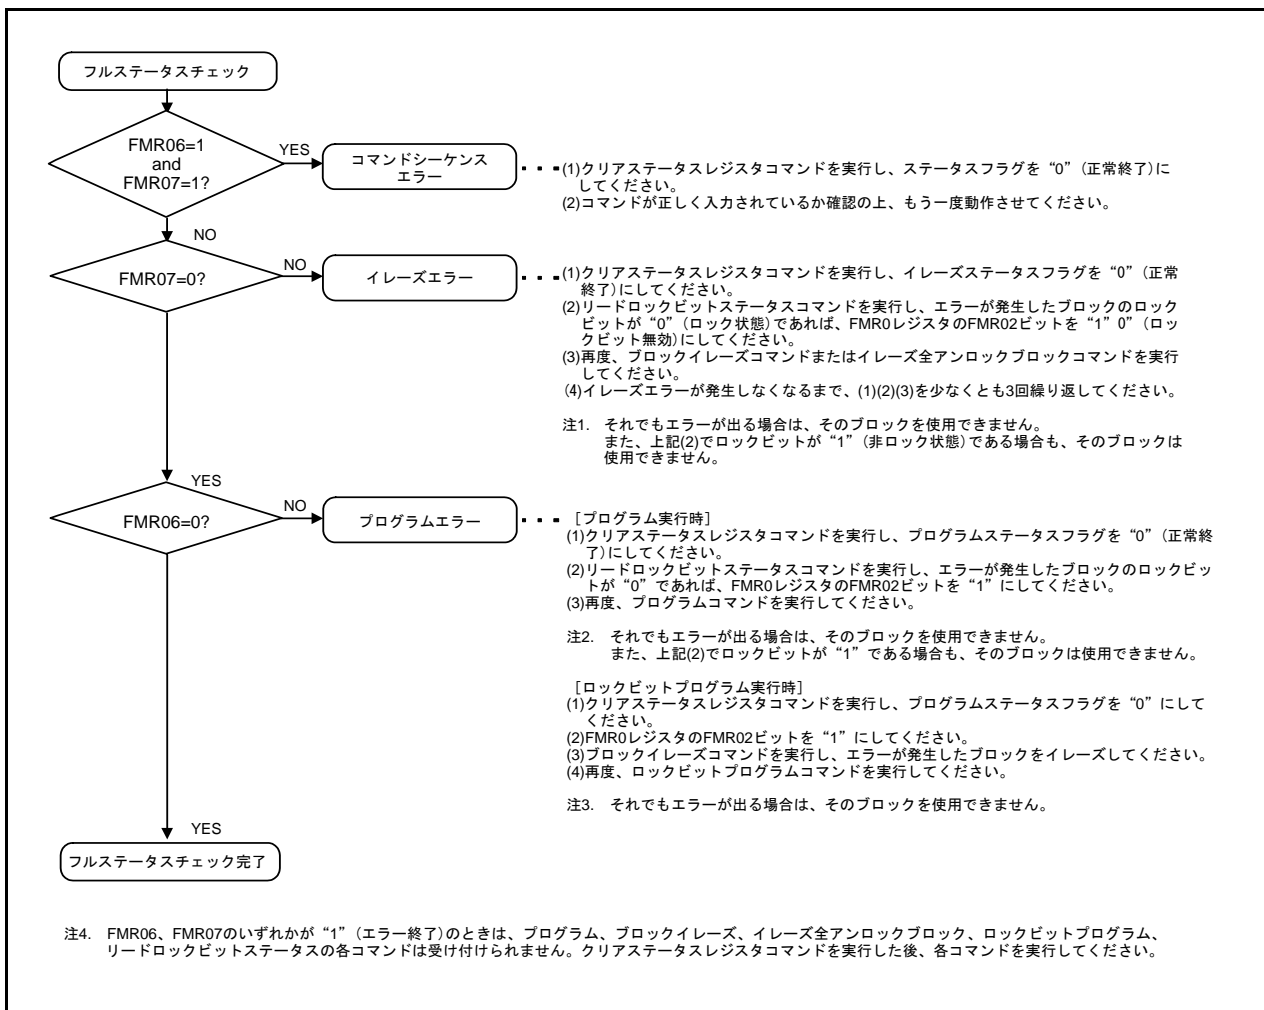 フルステータスチェック
FMR06=1
and
FMR07=1?
YES
コマンドシーケンス
エラー
(1)クリアステータスレジスタコマンドを実行し、ステータスフラグを“0”(正常終了)に
してください。
(2)コマンドが正しく入力されているか確認の上、もう一度動作させてください。
NO
FMR07=0?
NO
イレーズエラー
(1)クリアステータスレジスタコマンドを実行し、イレーズステータスフラグを“0”(正常
終了)にしてください。
(2)リードロックビットステータスコマンドを実行し、エラーが発生したブロックのロック
ビットが“0”(ロック状態)であれば、FMR0レジスタのFMR02ビットを“1”0”(ロッ
クビット無効)にしてください。
(3)再度、ブロックイレーズコマンドまたはイレーズ全アンロックブロックコマンドを実行
してください。
(4)イレーズエラーが発生しなくなるまで、(1)(2)(3)を少なくとも3回繰り返してください。
注1. それでもエラーが出る場合は、そのブロックを使用できません。
また、上記(2)でロックビットが“1”(非ロック状態)である場合も、そのブロックは
使用できません。
YES
FMR06=0?
NO
プログラムエラー
[プログラム実行時]
(1)クリアステータスレジスタコマンドを実行し、プログラムステータスフラグを“0”(正常終
了)にしてください。
(2)リードロックビットステータスコマンドを実行し、エラーが発生したブロックのロックビッ
トが“0”であれば、FMR0レジスタのFMR02ビットを“1”にしてください。
(3)再度、プログラムコマンドを実行してください。
注2. それでもエラーが出る場合は、そのブロックを使用できません。
また、上記(2)でロックビットが“1”である場合も、そのブロックは使用できません。
[ロックビットプログラム実行時]
(1)クリアステータスレジスタコマンドを実行し、プログラムステータスフラグを“0”にして
ください。
(2)FMR0レジスタのFMR02ビットを“1”にしてください。
(3)ブロックイレーズコマンドを実行し、エラーが発生したブロックをイレーズしてください。
(4)再度、ロックビットプログラムコマンドを実行してください。
注3. それでもエラーが出る場合は、そのブロックを使用できません。
YES
フルステータスチェック完了
注4. FMR06、FMR07のいずれかが“1”(エラー終了)のときは、プログラム、ブロックイレーズ、イレーズ全アンロックブロック、ロックビットプログラム、
リードロックビットステータスの各コマンドは受け付けられません。クリアステータスレジスタコマンドを実行した後、各コマンドを実行してください。